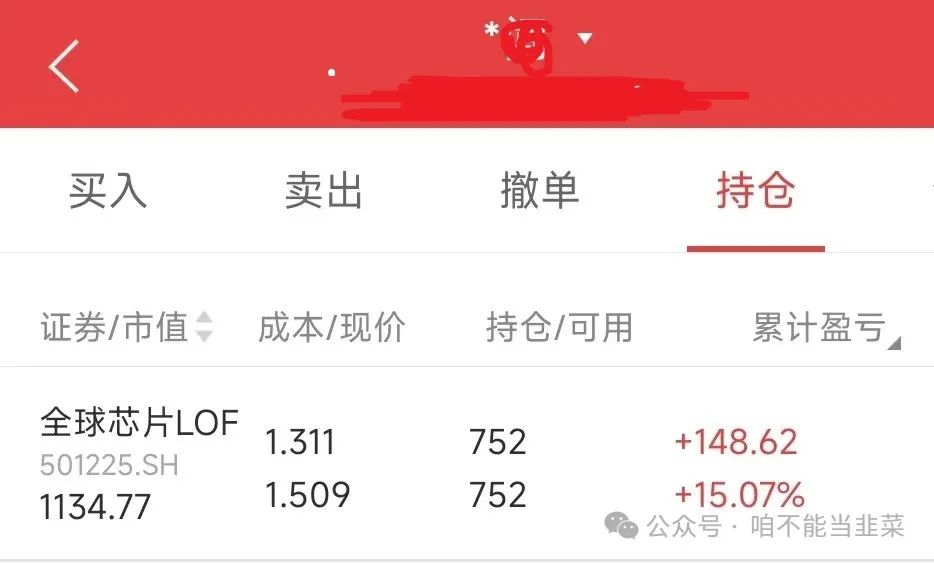 *
买入 卖出 撤单 持仓
证券/市值 成本/现价 持仓/可用 累计盈亏
全球芯片LOF 1.311 752 +148.62
501225.SH
1134.77 1.509 752 +15.07%
公众号 · 咱不能当韭菜